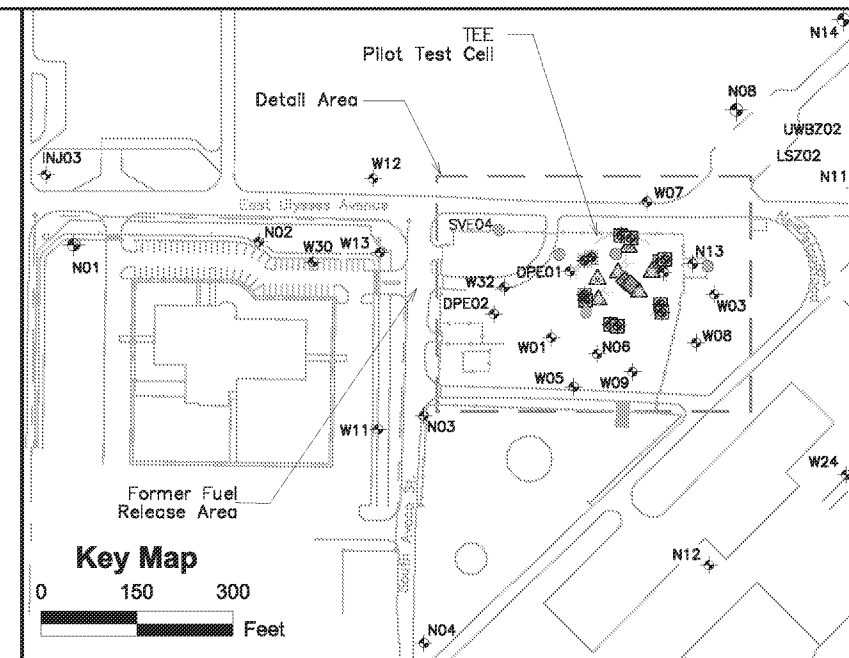 TEE
Pilot Test Cell
N14
Detail Area
N08
UWBZ02
LSZ02
INJ03
W12
N11
W07
East Ulysses Avenue
SVE04
N02
W13
N01
W30
N13
DPE01
W32
W03
DPE02
W01
N06
W08
W05
W09
N03
W11
W24
Former Fuel
Release Area
Key Map
N12
0 150 300
Feet
N04